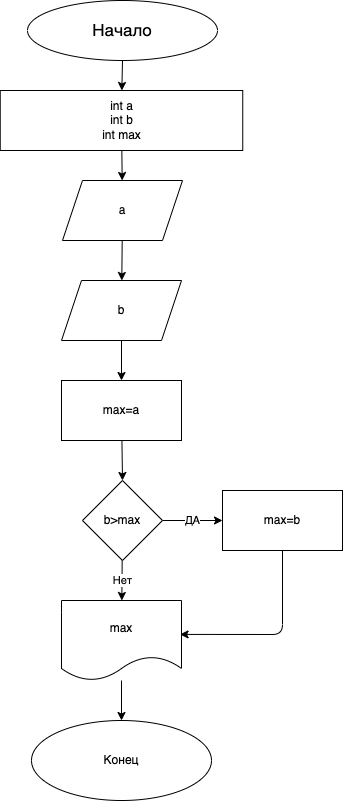 Начало
int a
int b
int max
a
b
max=a
b>max
ДА
max=b
Нет
max
Конец